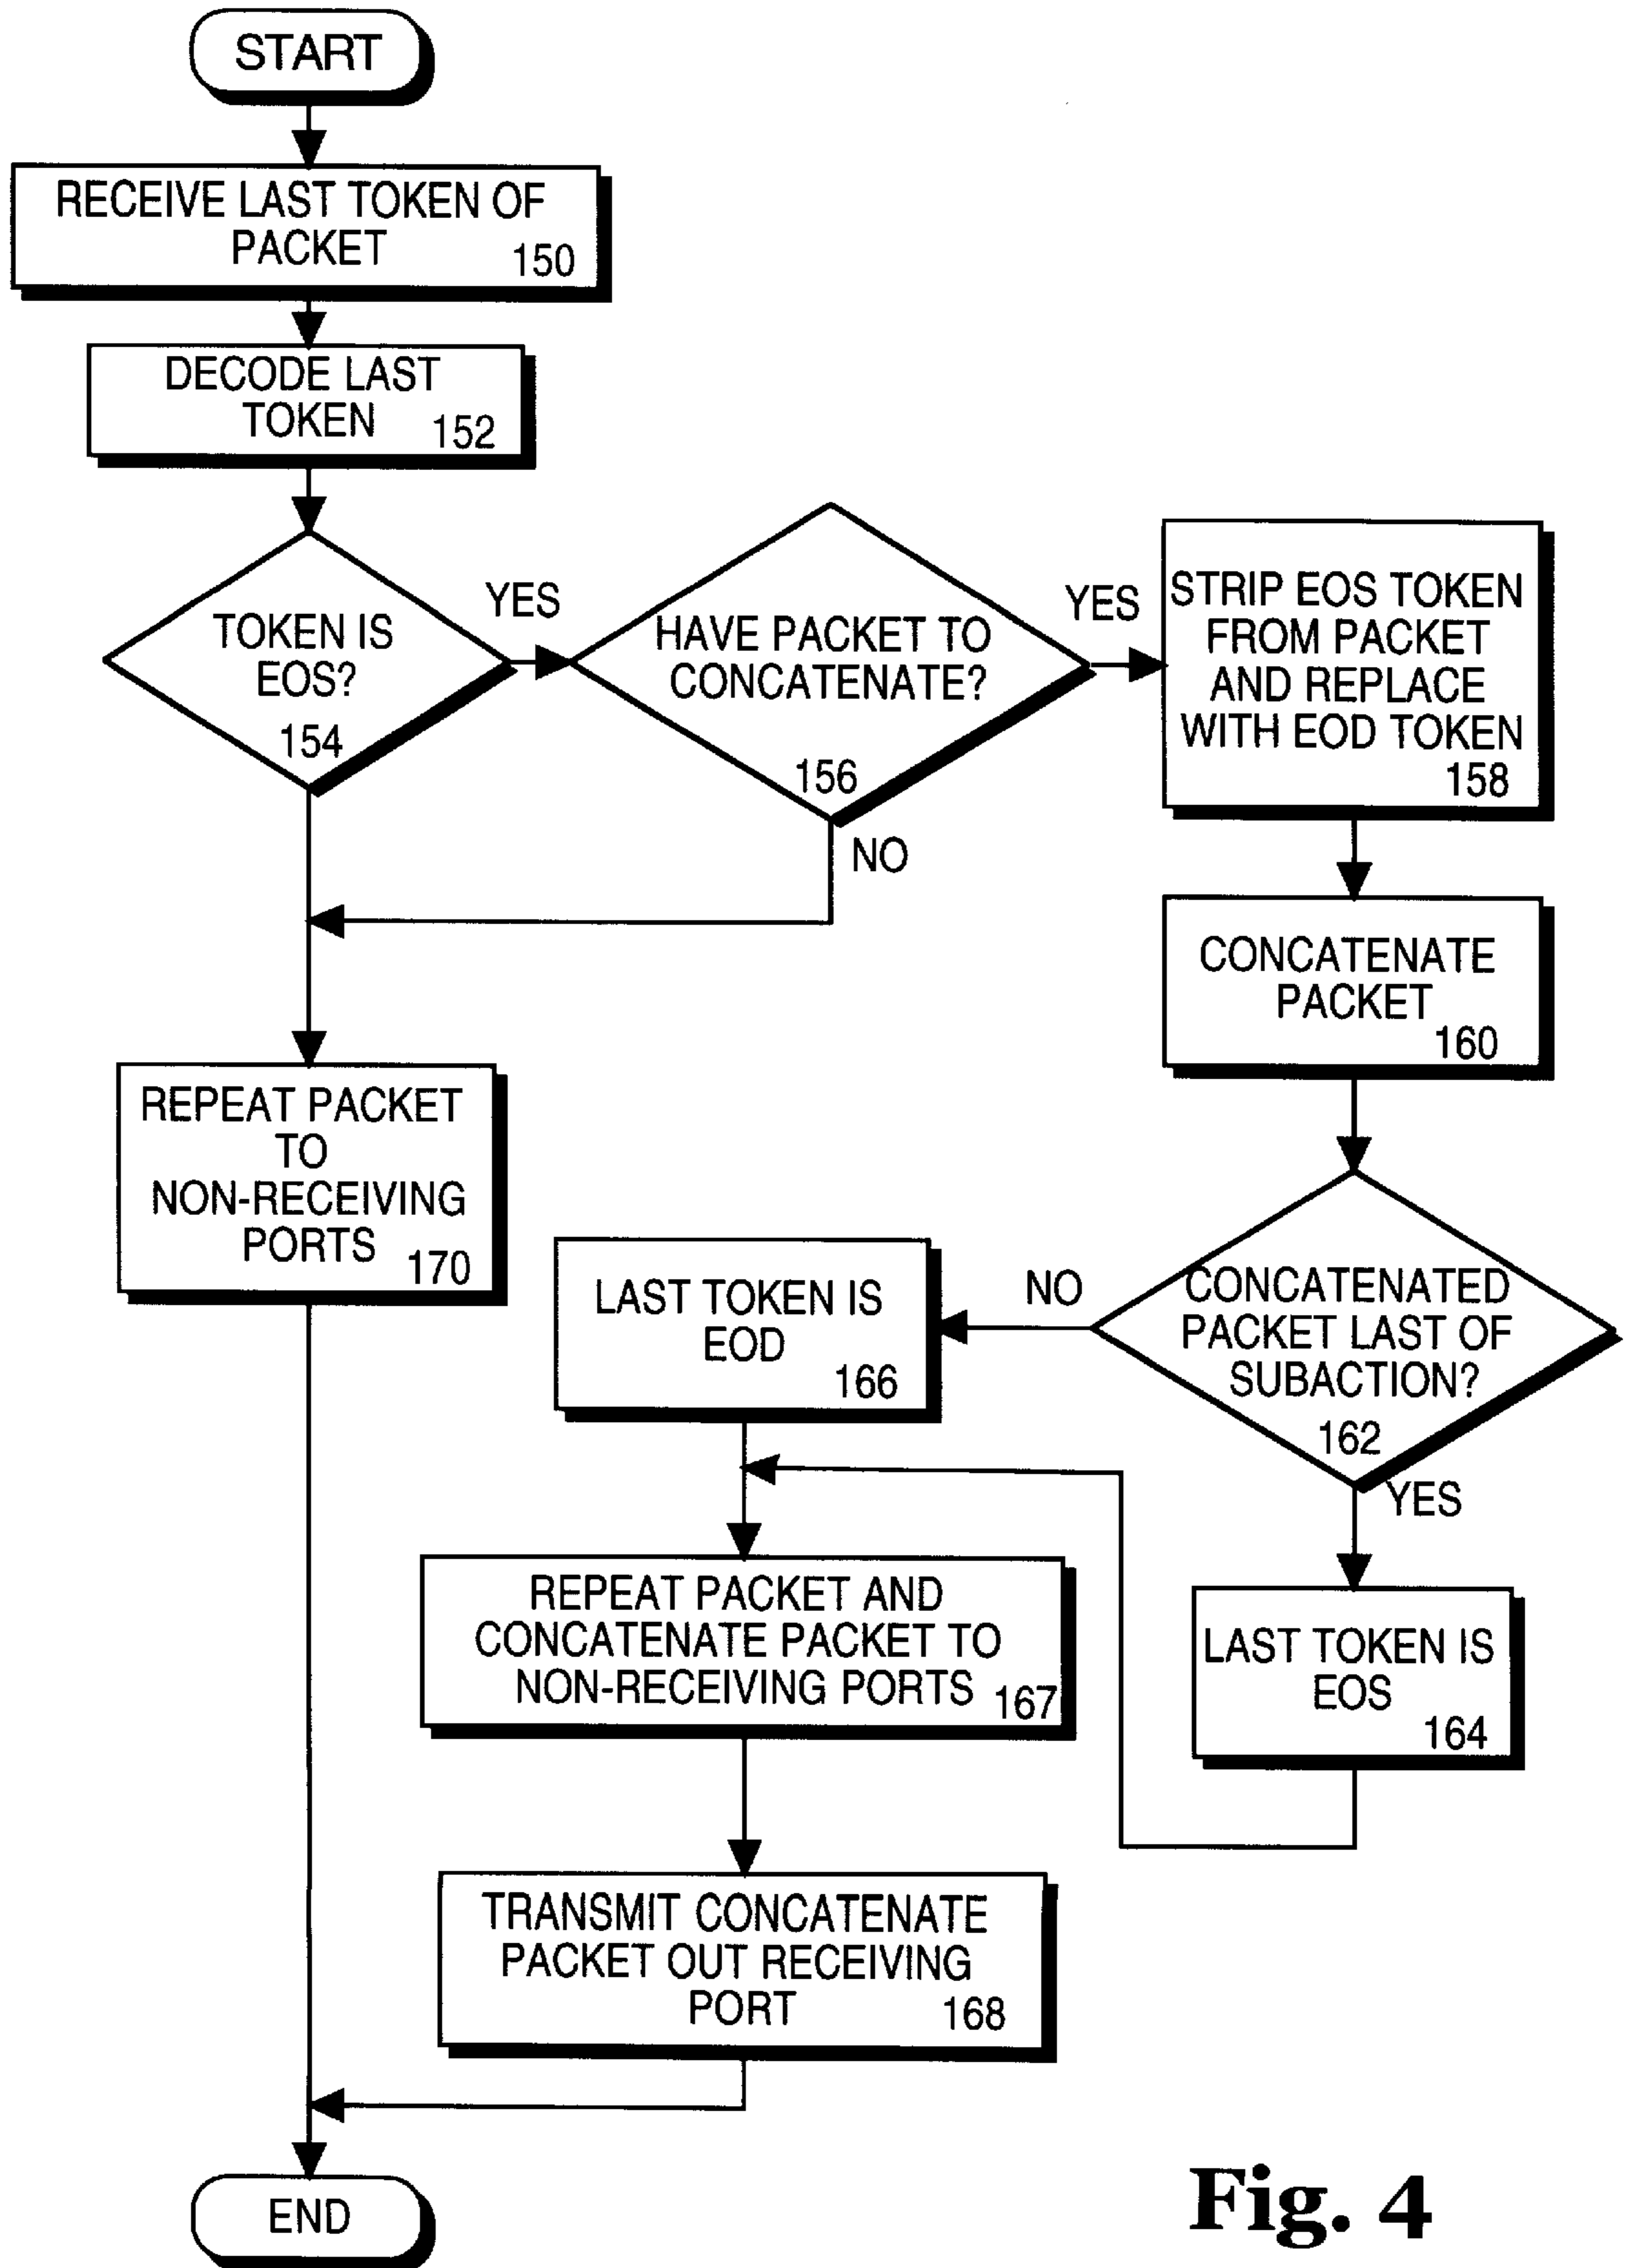 START
RECEIVE LAST TOKEN OF
PACKET
150
DECODE LAST
TOKEN
152
TOKEN IS
EOS?
154
YES
HAVE PACKET TO
CONCATENATE?
156
YES
NO
STRIP EOS TOKEN
FROM PACKET
AND REPLACE
WITH EOD TOKEN
158
CONCATENATE
PACKET
160
CONCATENATED
PACKET LAST OF
SUBACTION?
162
NO
YES
LAST TOKEN IS
EOD
166
LAST TOKEN IS
EOS
164
REPEAT PACKET
TO
NON-RECEIVING
PORTS
170
REPEAT PACKET AND
CONCATENATE PACKET TO
NON-RECEIVING PORTS
167
TRANSMIT CONCATENATE
PACKET OUT RECEIVING
PORT
168
END
Fig. 4